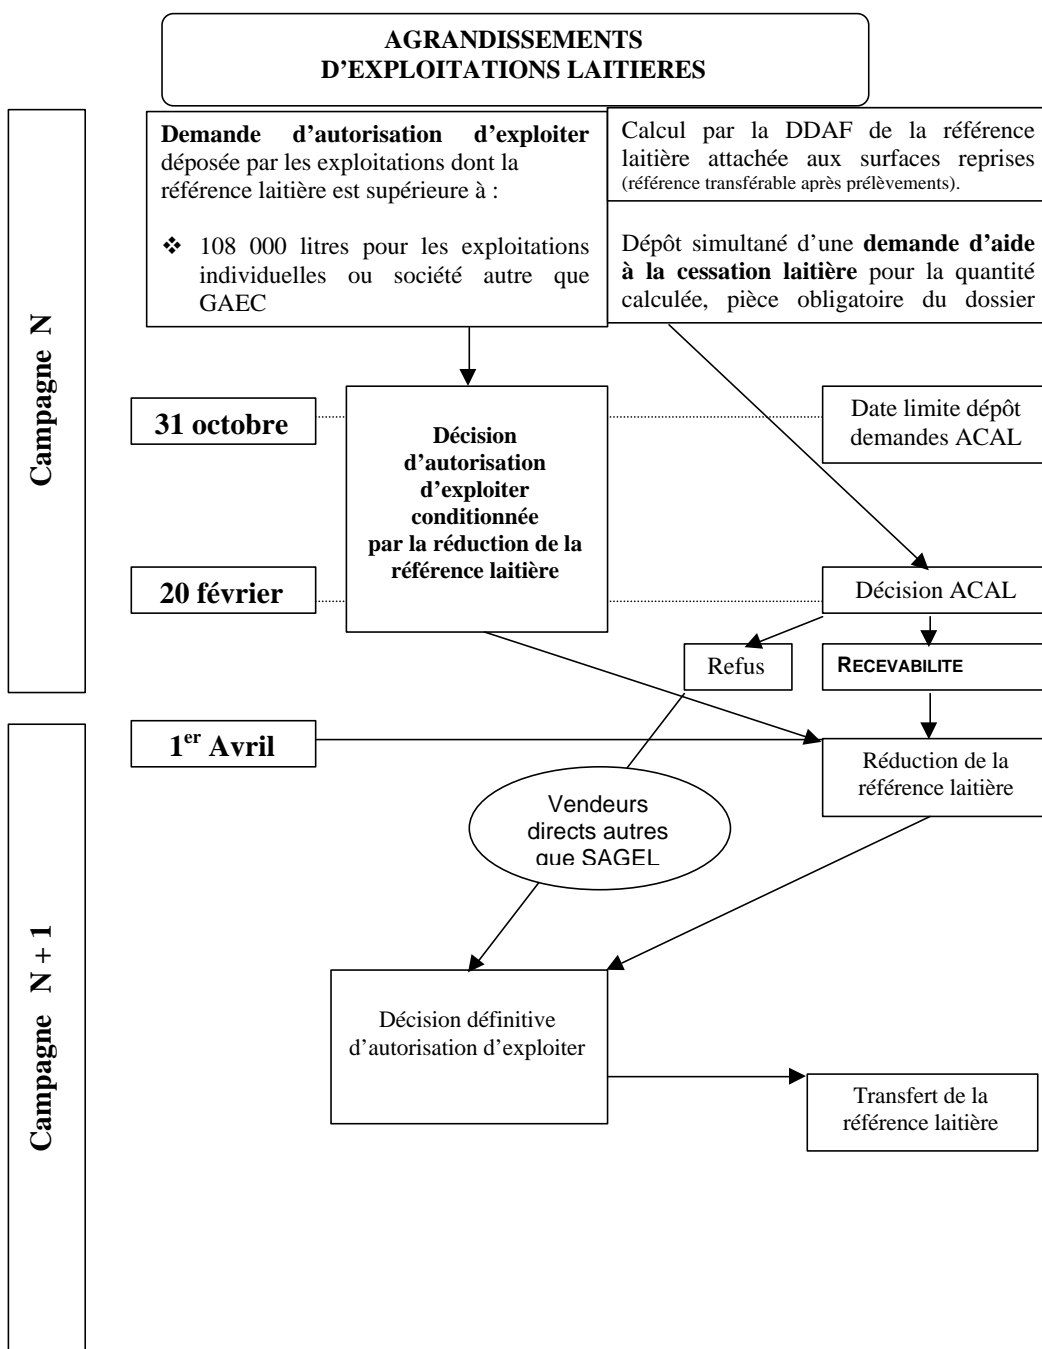 AGRANDISSEMENTS
D'EXPLOITATIONS LAITIERES
Campagne N
Demande d'autorisation d'exploiter
déposée par les exploitations dont la
référence laitière est supérieure à :
❖ 108 000 litres pour les exploitations
individuelles ou société autre que
GAEC
Calcul par la DDAF de la référence
laitière attachée aux surfaces reprises
(référence transférable après prélèvements).
Dépôt simultané d'une demande d'aide
à la cessation laitière pour la quantité
calculée, pièce obligatoire du dossier
31 octobre
Décision
d'autorisation
d'exploiter
conditionnée
par la réduction de la
référence laitière
Date limite dépôt
demandes ACAL
20 février
Décision ACAL
Refus
RECEVABILITE
Campagne N + 1
1er Avril
Réduction de la
référence laitière
Vendeurs
directs autres
que SAGEL
Décision définitive
d'autorisation d'exploiter
Transfert de la
référence laitière